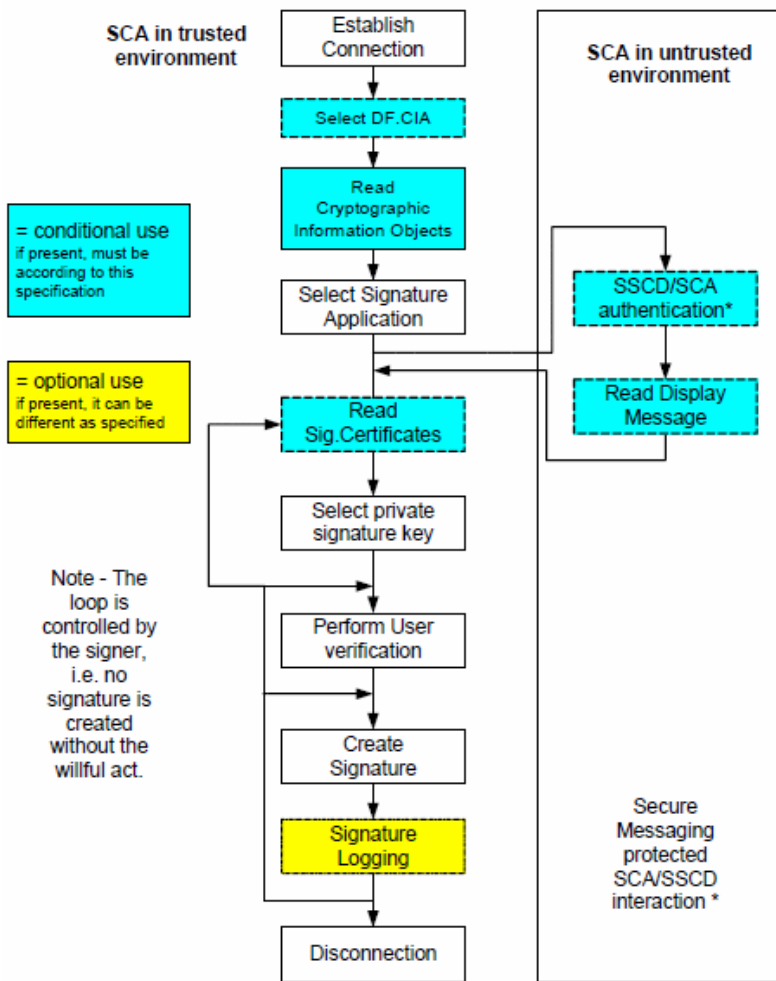 SCA in trusted
environment
Establish
Connection
SCA in untrusted
environment
Select DF.CIA
Read
Cryptographic
Information Objects
= conditional use
if present, must be
according to this
specification
Select Signature
Application
SSCD/SCA
authentication*
= optional use
if present, it can be
different as specified
Read
Sig.Certificates
Read Display
Message
Select private
signature key
Note - The
loop is
controlled by
the signer,
i.e. no
signature is
created
without the
willful act.
Perform User
verification
Create
Signature
Signature
Logging
Secure
Messaging
protected
SCA/SSCD
interaction *
Disconnection